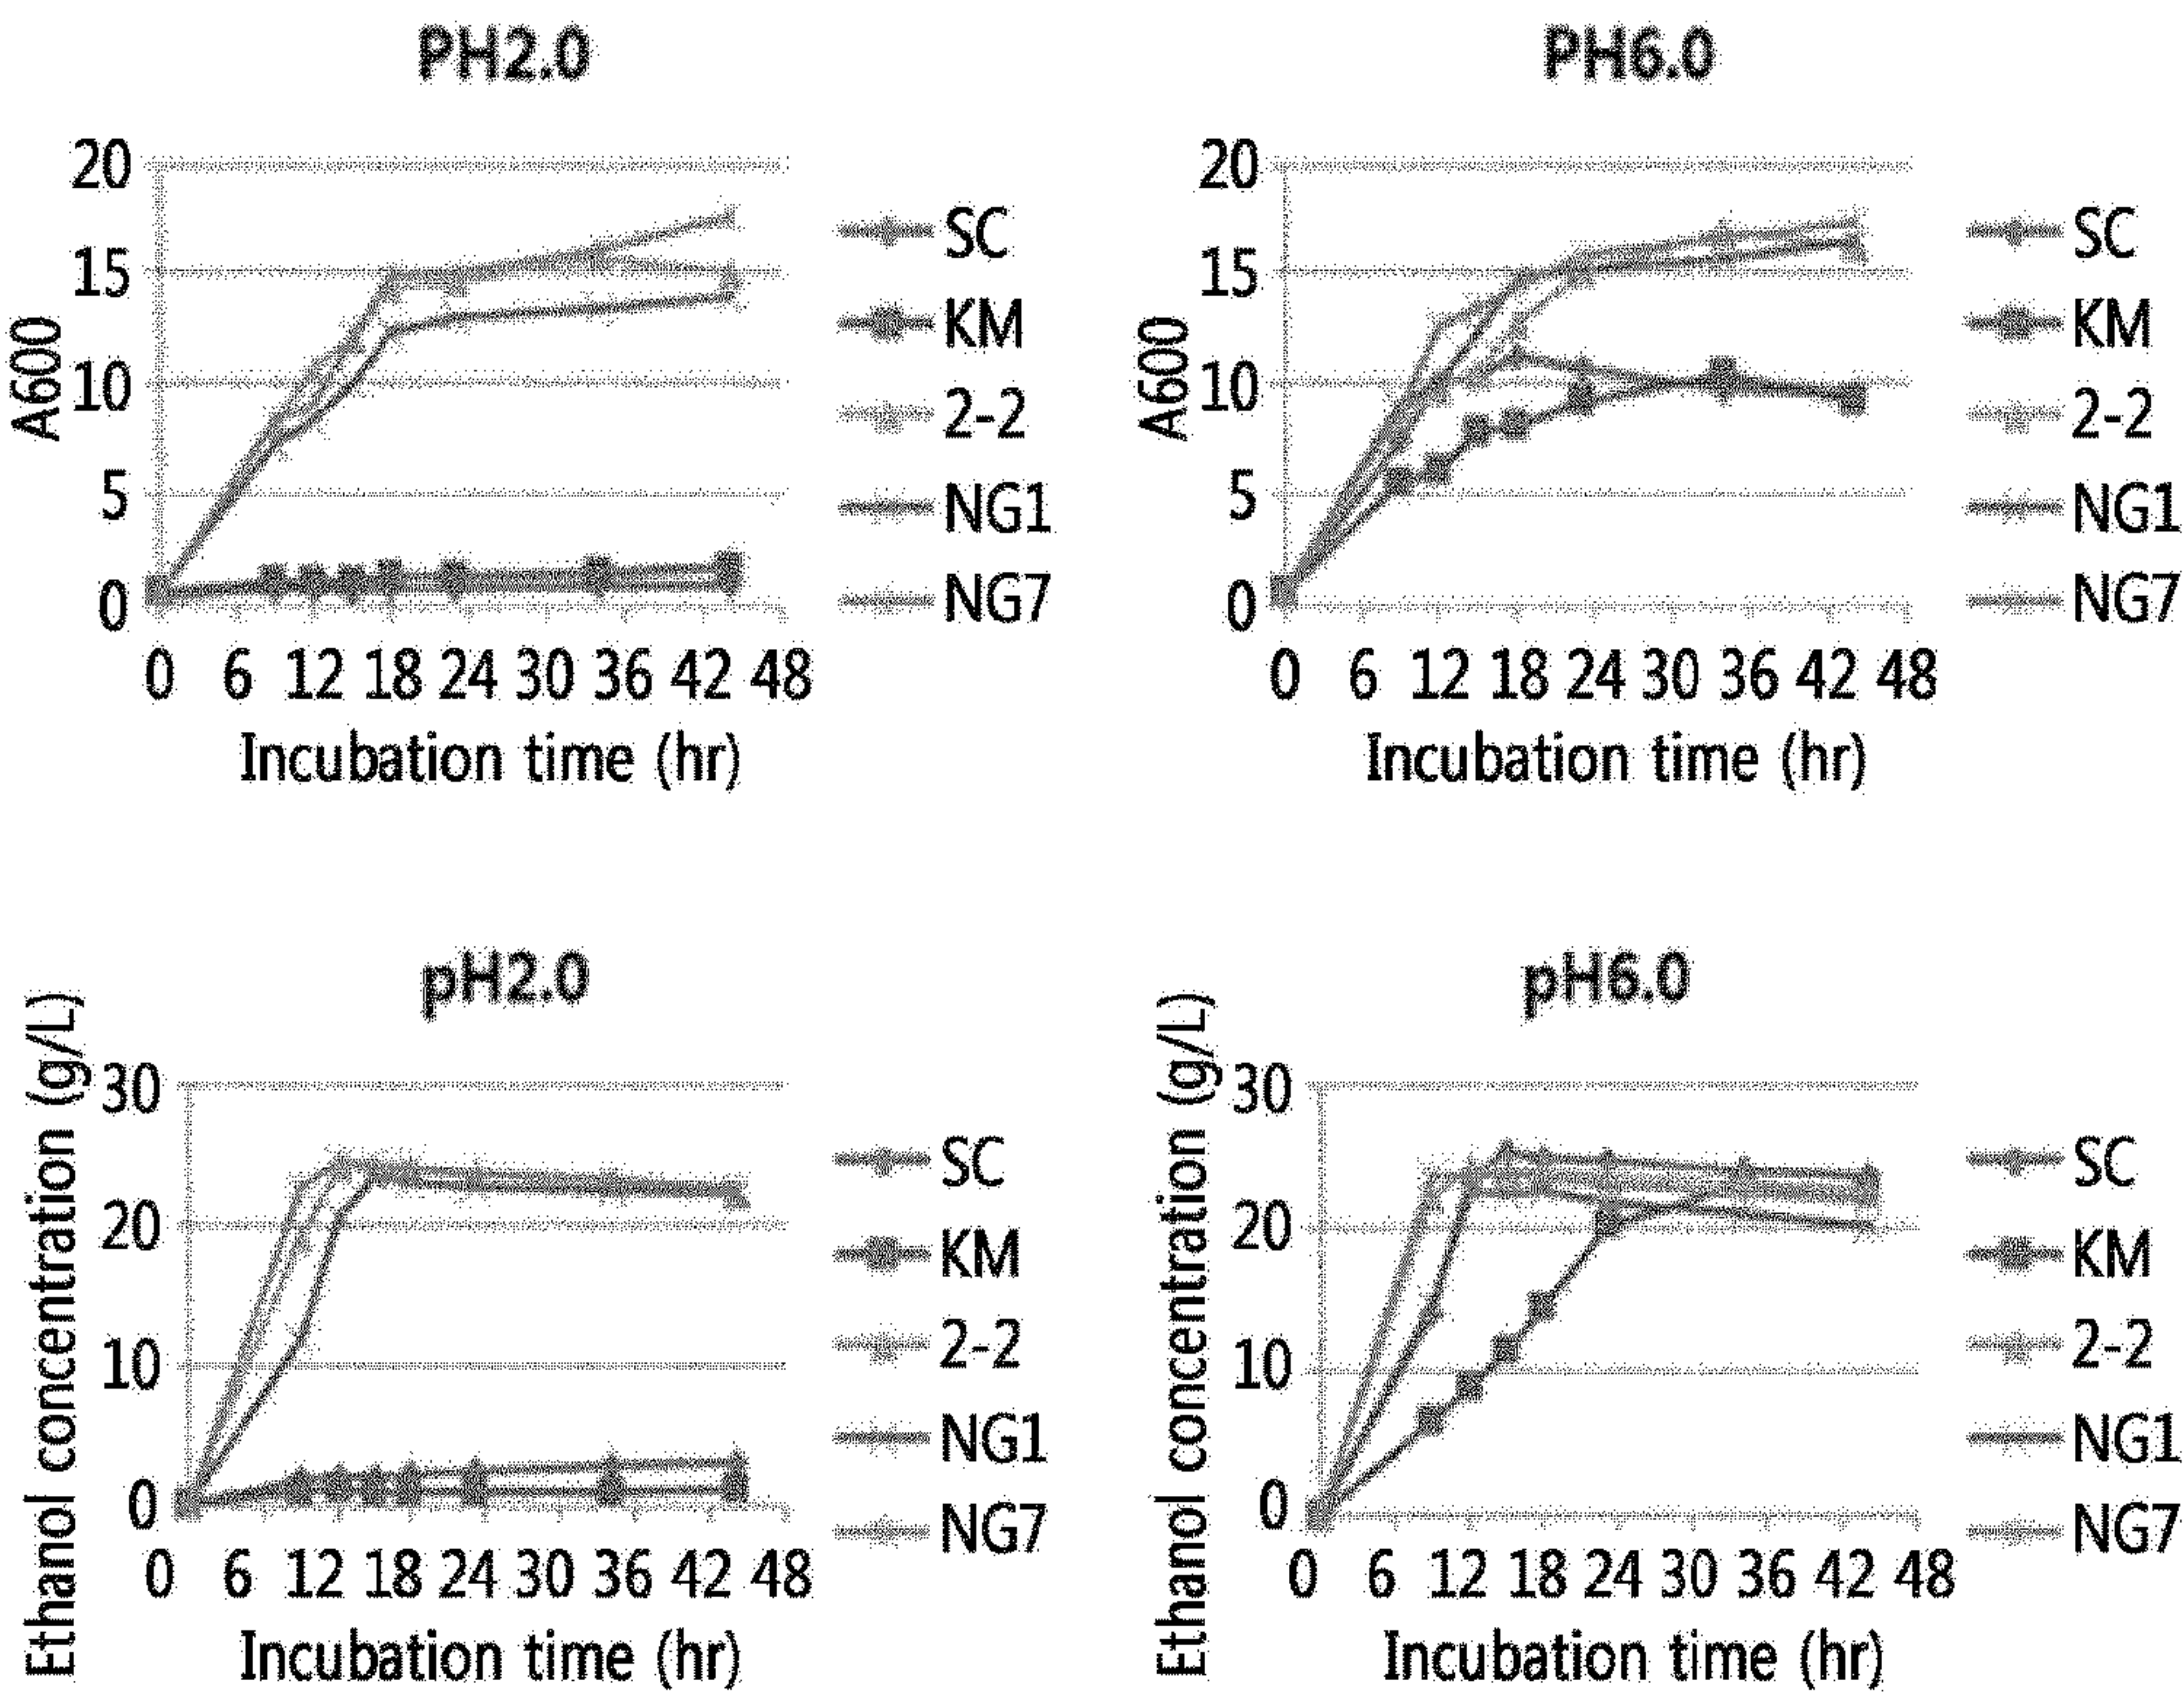 PH2.0
A600
20
15
10
5
0
0 6 12 18 24 30 36 42 48
Incubation time (hr)
SC
KM
2-2
NG1
NG7
PH6.0
A600
20
15
10
5
0
0 6 12 18 24 30 36 42 48
Incubation time (hr)
SC
KM
2-2
NG1
NG7
pH2.0
Ethanol concentration (g/L)
30
20
10
0
0 6 12 18 24 30 36 42 48
Incubation time (hr)
SC
KM
2-2
NG1
NG7
pH6.0
Ethanol concentration (g/L)
30
20
10
0
0 6 12 18 24 30 36 42 48
Incubation time (hr)
SC
KM
2-2
NG1
NG7